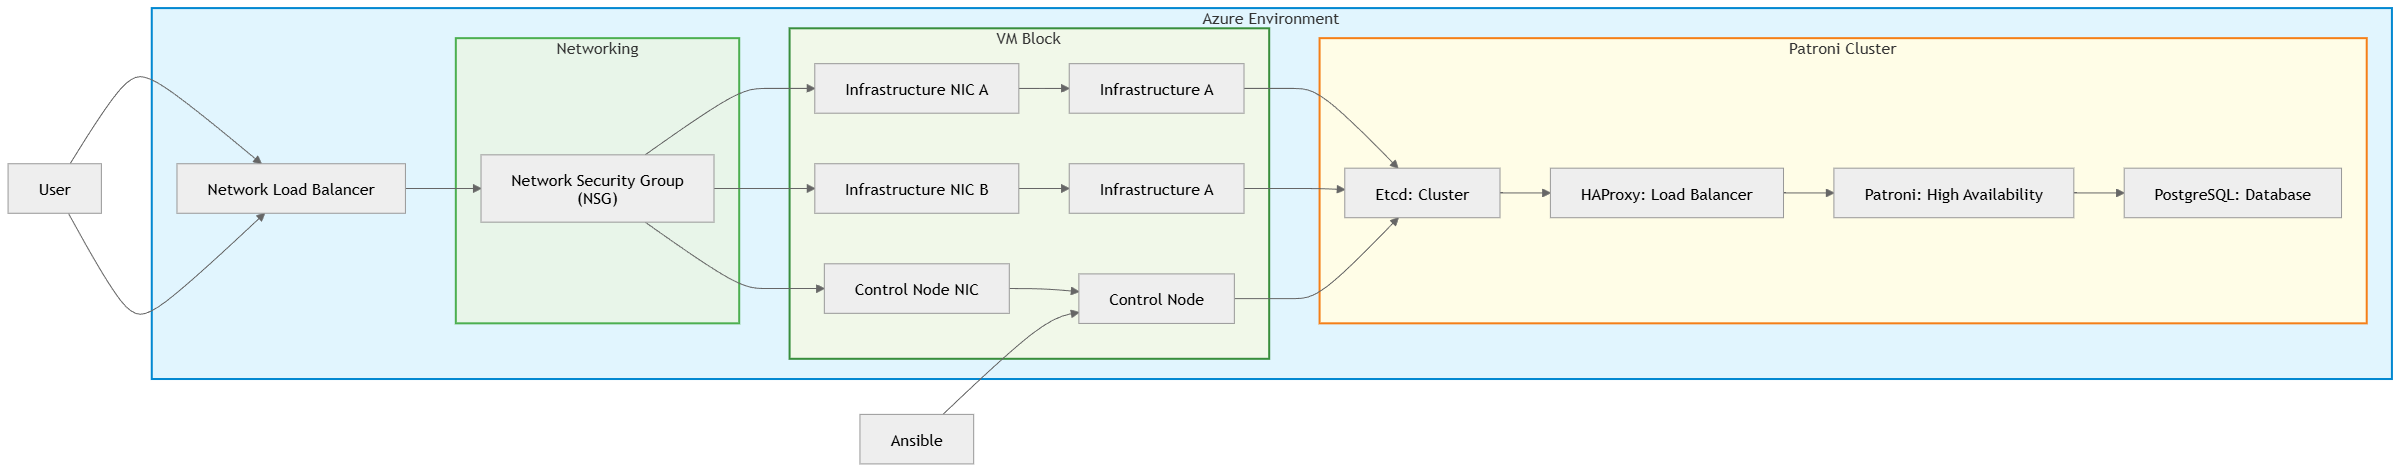 Azure Environment
Networking
VM Block
Patroni Cluster
Infrastructure NIC A
Infrastructure A
User
Network Load Balancer
Network Security Group
(NSG)
Infrastructure NIC B
Infrastructure A
Etcd: Cluster
HAProxy: Load Balancer
Patroni: High Availability
PostgreSQL: Database
Control Node NIC
Control Node
Ansible